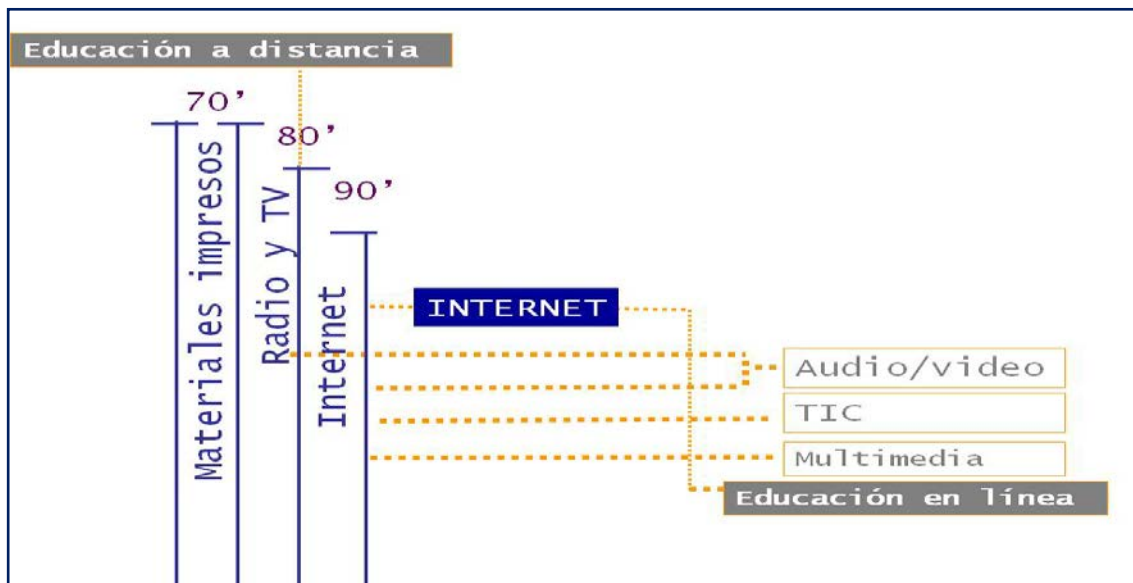 Educación a distancia
70’
80’
90’
Materiales impresos
Radio y TV
Internet
INTERNET
Audio/video
TIC
Multimedia
Educación en línea